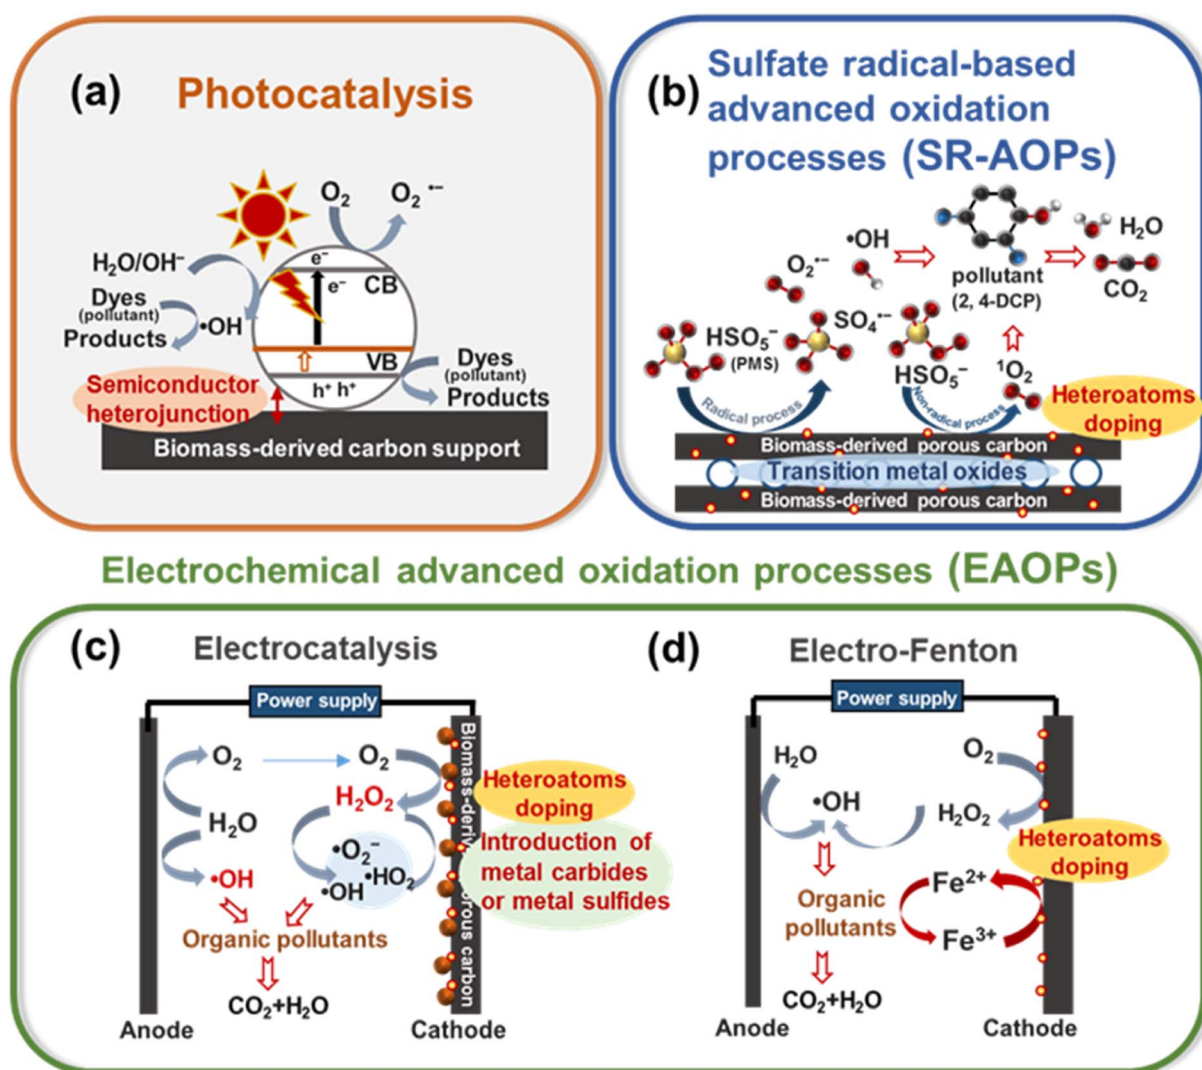 (a) Photocatalysis
O₂
O₂ •−
H₂O/OH⁻
e⁻
e⁻
CB
Dyes
(pollutant)
•OH
Products
VB
Dyes
(pollutant)
h⁺ h⁺
Products
Semiconductor
heterojunction
Biomass-derived carbon support
(b) Sulfate radical-based
advanced oxidation
processes (SR-AOPs)
•OH
H₂O
O₂•−
pollutant
(2, 4-DCP)
CO₂
HSO₅⁻
(PMS)
SO₄•−
HSO₅⁻
¹O₂
Radical process
Non-radical process
Heteroatoms
doping
Biomass-derived porous carbon
Transition metal oxides
Biomass-derived porous carbon
Electrochemical advanced oxidation processes (EAOPs)
(c) Electrocatalysis
Power supply
O₂
O₂
H₂O₂
H₂O
•O₂⁻
•HO₂
•OH
•OH
Organic pollutants
CO₂+H₂O
Biomass-deriv
orous carbon
Heteroatoms
doping
Introduction of
metal carbides
or metal sulfides
Anode
Cathode
(d) Electro-Fenton
Power supply
H₂O
O₂
•OH
H₂O₂
Heteroatoms
doping
Organic
pollutants
Fe²⁺
Fe³⁺
CO₂+H₂O
Anode
Cathode